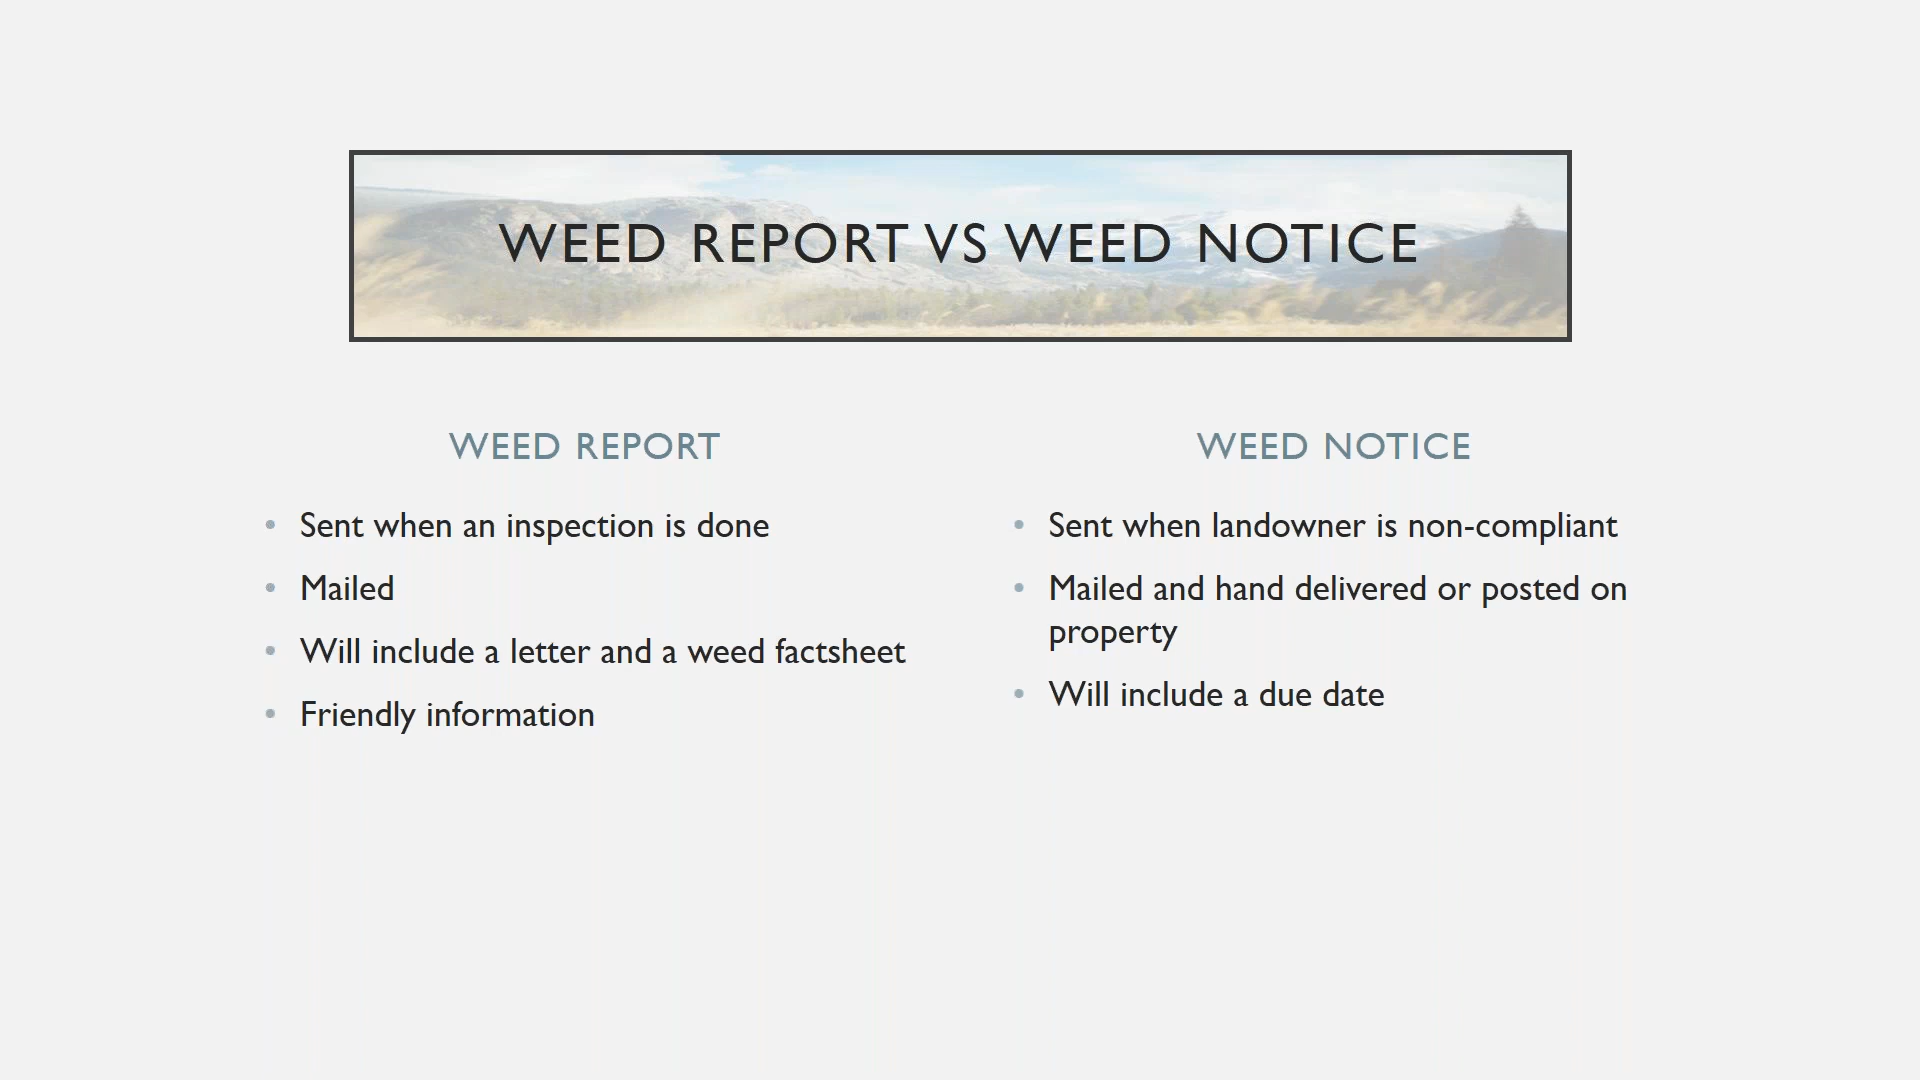 WEED REPORT VS WEED NOTICE
WEED REPORT
• Sent when an inspection is done
• Mailed
• Will include a letter and a weed factsheet
• Friendly information
WEED NOTICE
• Sent when landowner is non-compliant
• Mailed and hand delivered or posted on
property
• Will include a due date